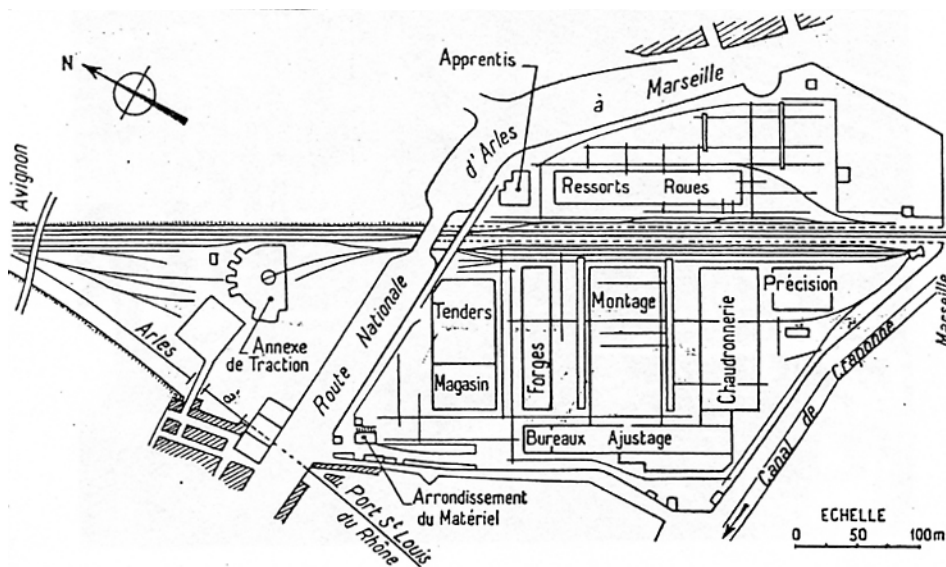 N
Avignon
Apprentis
d'Arles
à
Marseille
Ressorts Roues
Annexe
de Traction
Arles
à
Route Nationale
Tenders
Magasin
Forges
Montage
Chaudronnerie
Précision
Bureaux Ajustage
Arrondissement
du Matériel
Port St Louis
du Rhône
Canal de Craponne
Marseille
ECHELLE
0 50 100m